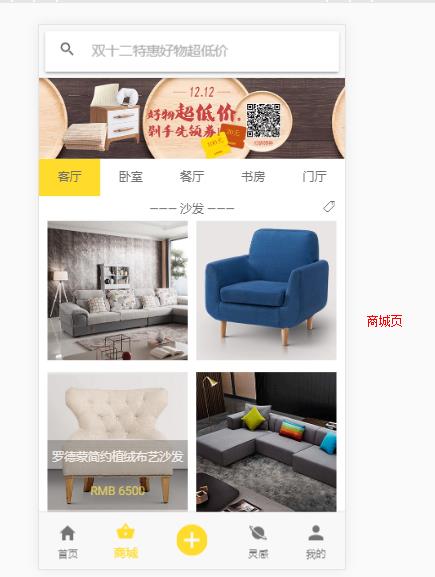 双十二特惠好物超低价
12.12
好物超低价,
剁手先领券!
客厅
卧室
餐厅
书房
门厅
——— 沙发 ———
商城页
罗德蒙简约植绒布艺沙发
RMB 6500
首页
商城
灵感
我的